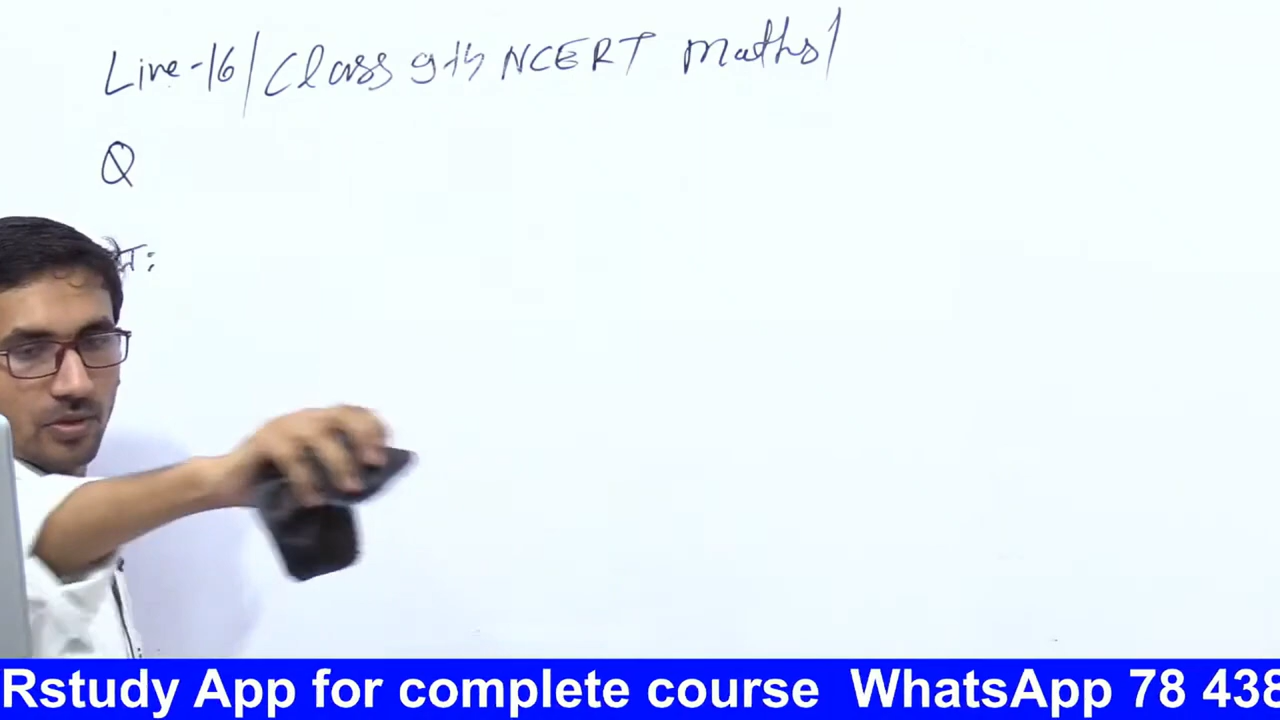 Live-16/Class 9th NCERT Maths/
Q
Rstudy App for complete course WhatsApp 78 438